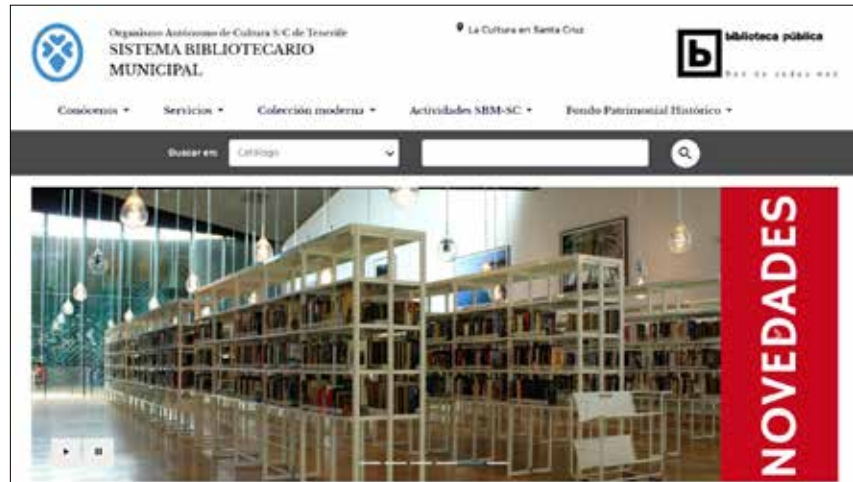 Organismo Autónomo de Cultura S/C de Tenerife
SISTEMA BIBLIOTECARIO
MUNICIPAL
La Cultura en Santa Cruz
b
biblioteca pública
Conócenos
Servicios
Colección moderna
Actividades SBM-SC
Fondo Patrimonial Histórico
Buscar en:
Catálogo
NOVEDADES